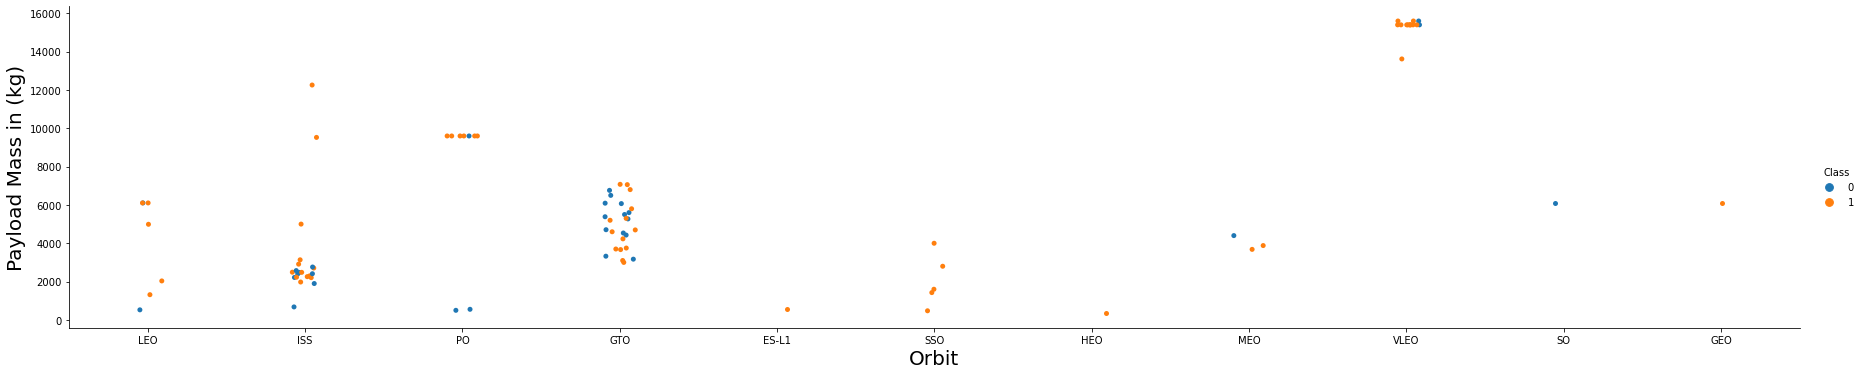 Payload Mass in (kg)
16000
14000
12000
10000
8000
6000
4000
2000
0
LEO ISS PO GTO ES-L1 SSO HEO MEO VLEO SO GEO
Orbit
Class
0
1